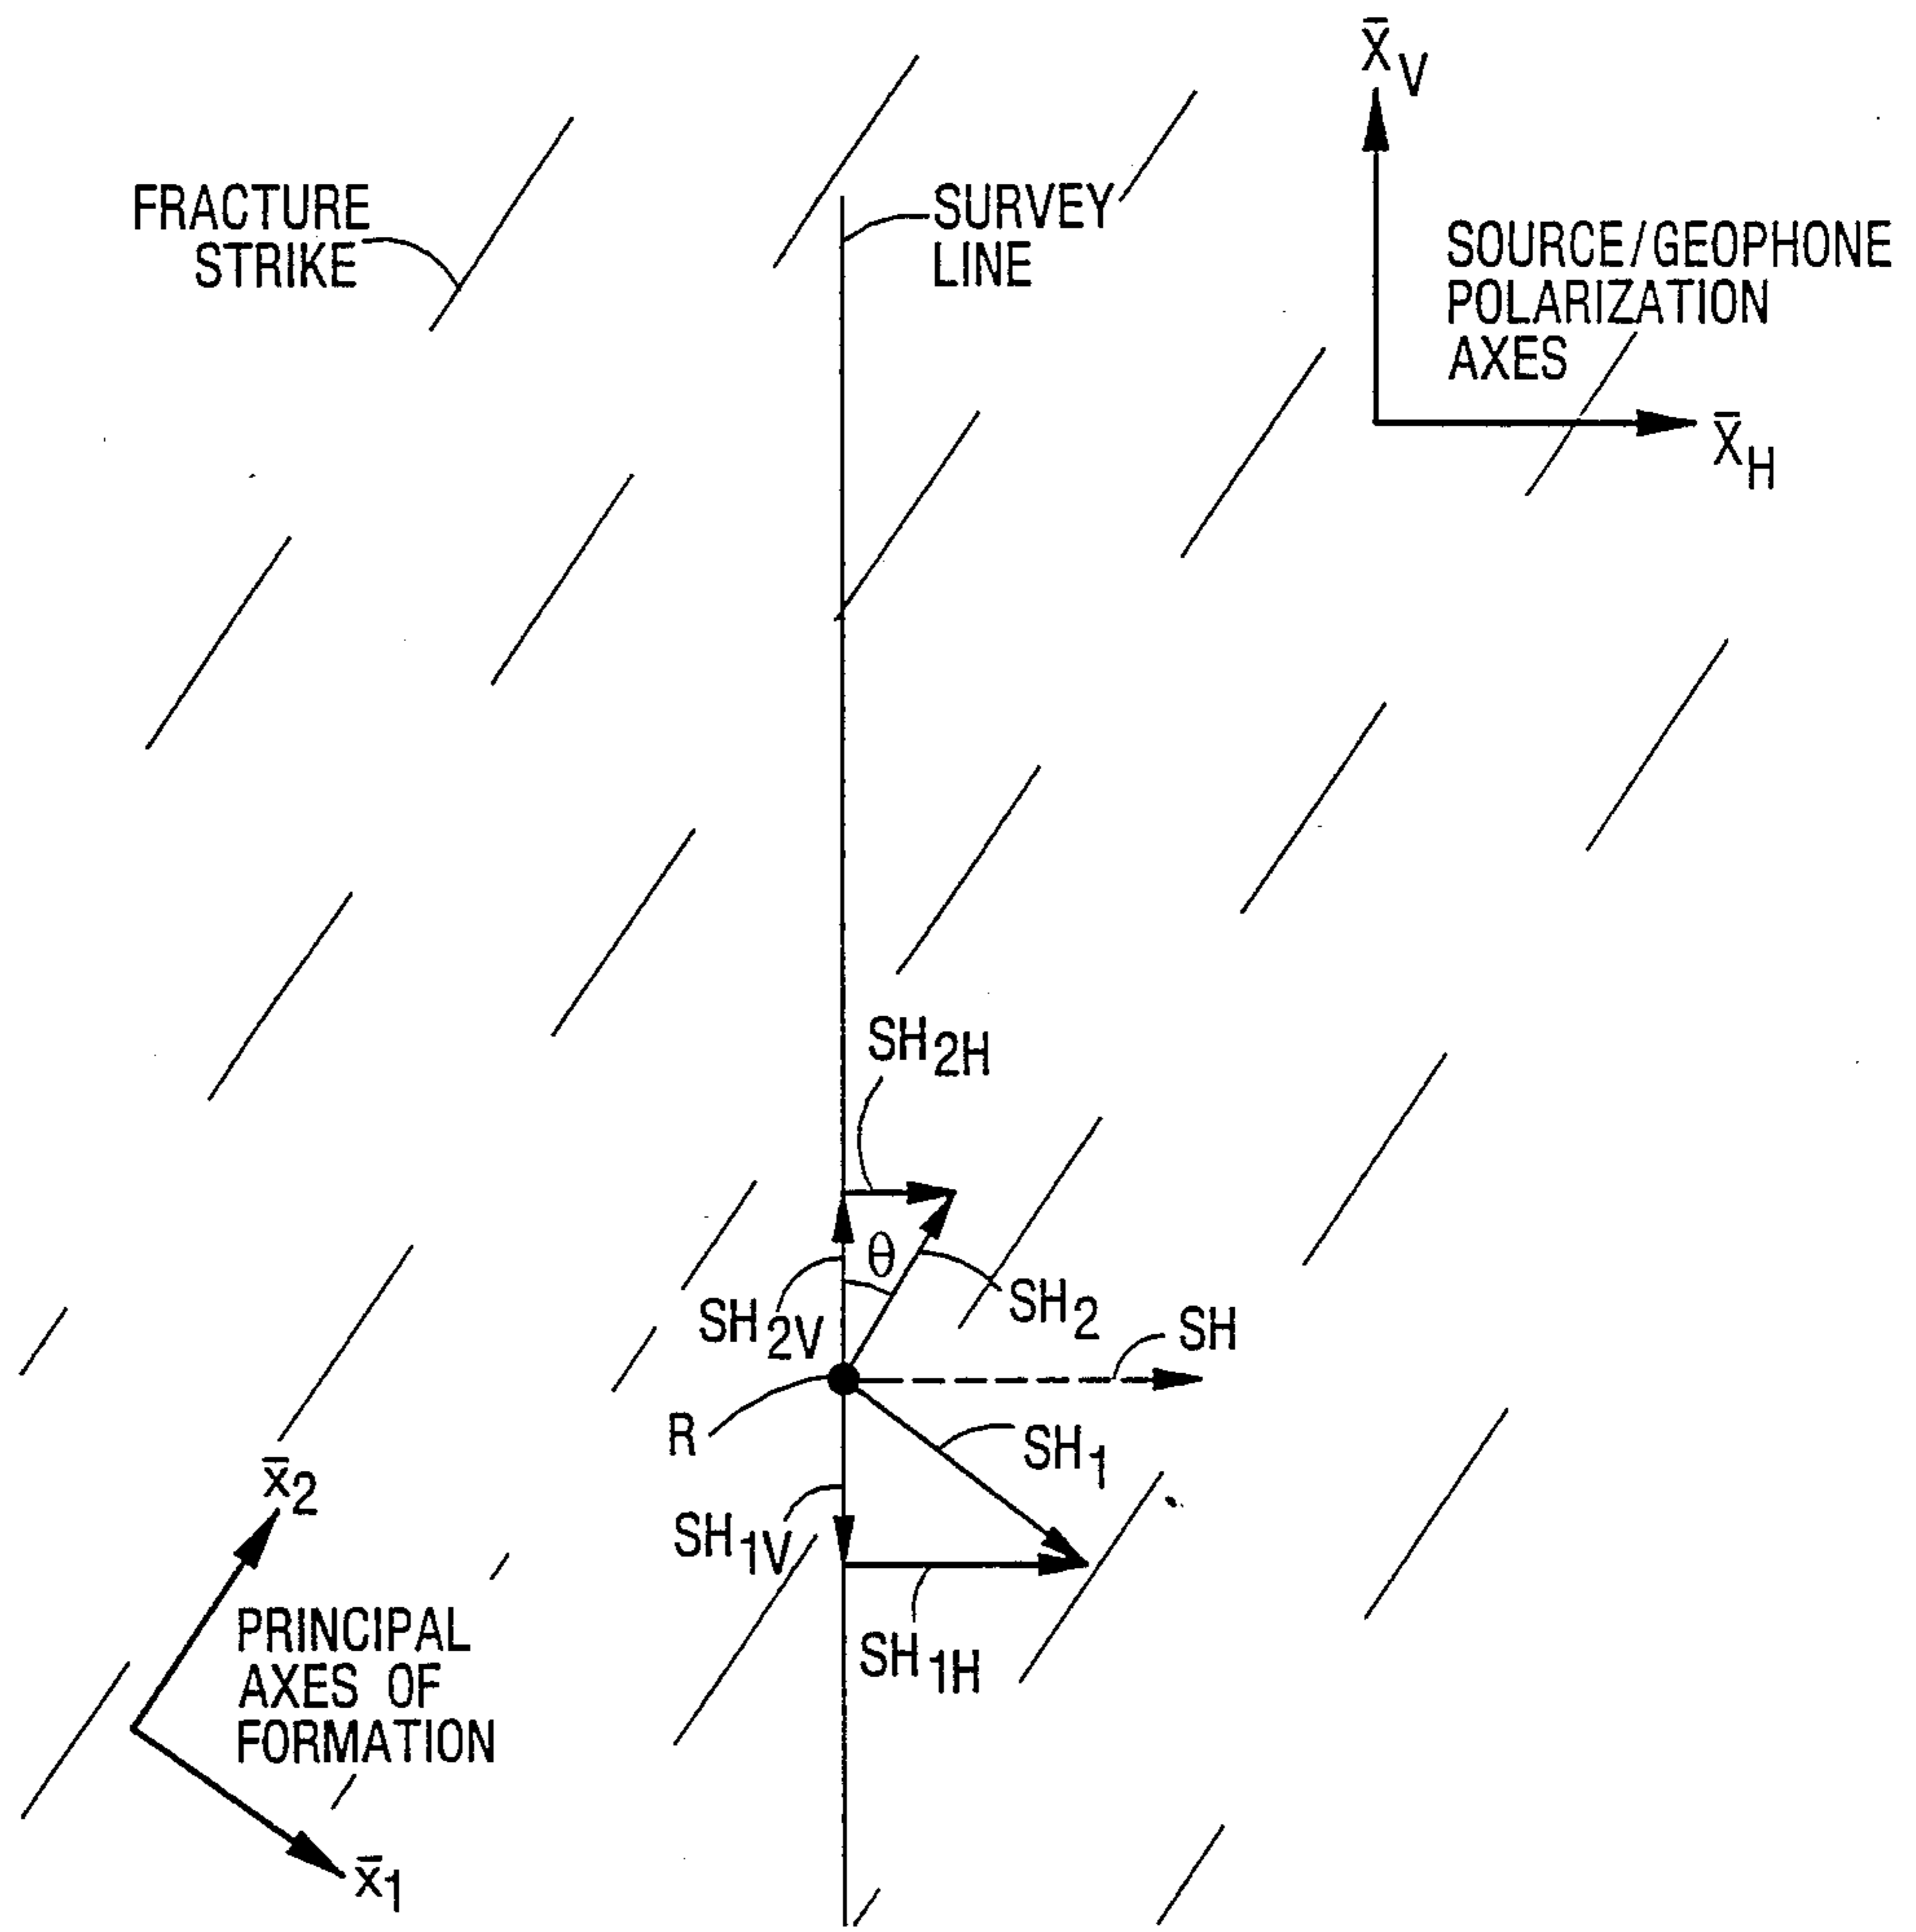 X̄V
FRACTURE
STRIKE
SURVEY
LINE
SOURCE/GEOPHONE
POLARIZATION
AXES
X̄H
SH2H
θ
SH2V
SH2
SH
R
SH1
SH1V
SH1H
x̄2
PRINCIPAL
AXES OF
FORMATION
x̄1